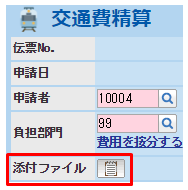 交通費精算
伝票No.
申請日
申請者 10004
負担部門 99
費用を按分する
添付ファイル